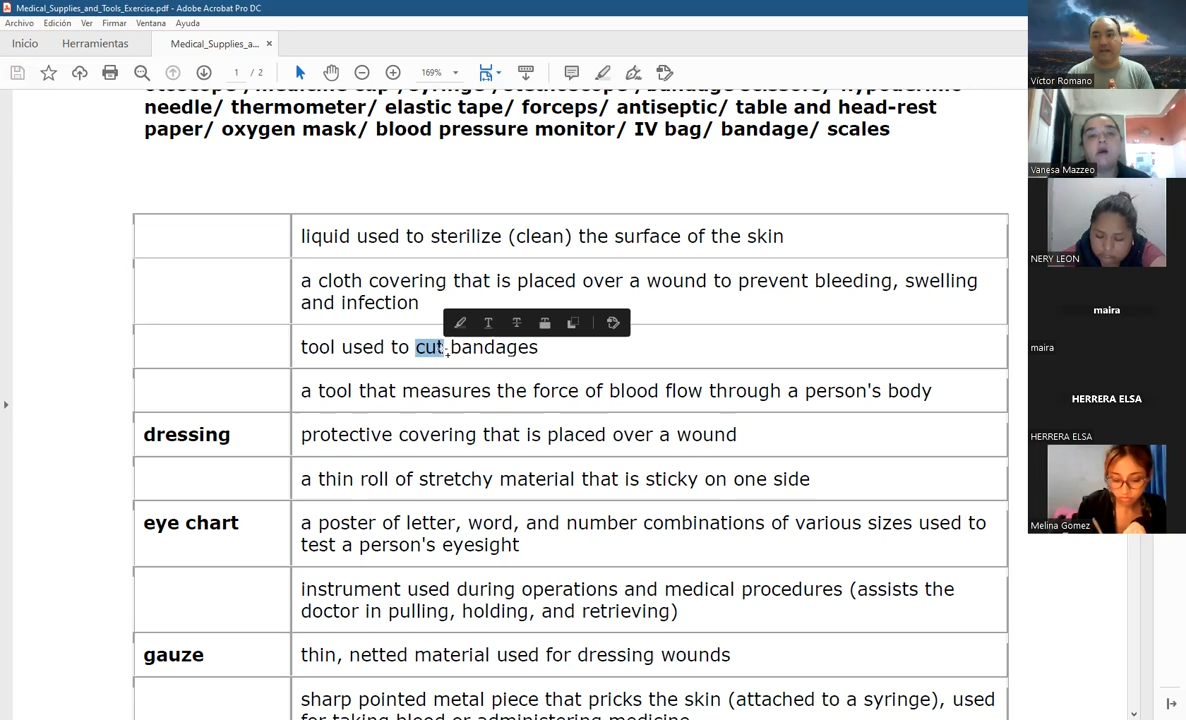 Medical_Supplies_and_Tools_Exercise.pdf - Adobe Acrobat Pro DC
Archivo Edición Ver Firmar Ventana Ayuda
Inicio Herramientas Medical_Supplies_a... ×
1 / 2 169%
needle/ thermometer/ elastic tape/ forceps/ antiseptic/ table and head-rest
paper/ oxygen mask/ blood pressure monitor/ IV bag/ bandage/ scales
liquid used to sterilize (clean) the surface of the skin
a cloth covering that is placed over a wound to prevent bleeding, swelling
and infection
tool used to cut bandages
a tool that measures the force of blood flow through a person's body
dressing protective covering that is placed over a wound
a thin roll of stretchy material that is sticky on one side
eye chart a poster of letter, word, and number combinations of various sizes used to
test a person's eyesight
instrument used during operations and medical procedures (assists the
doctor in pulling, holding, and retrieving)
gauze thin, netted material used for dressing wounds
sharp pointed metal piece that pricks the skin (attached to a syringe), used
for taking blood or administering medicine
Víctor Romano
Vanesa Mazzeo
NERY LEON
maira
maira
HERRERA ELSA
HERRERA ELSA
Melina Gomez